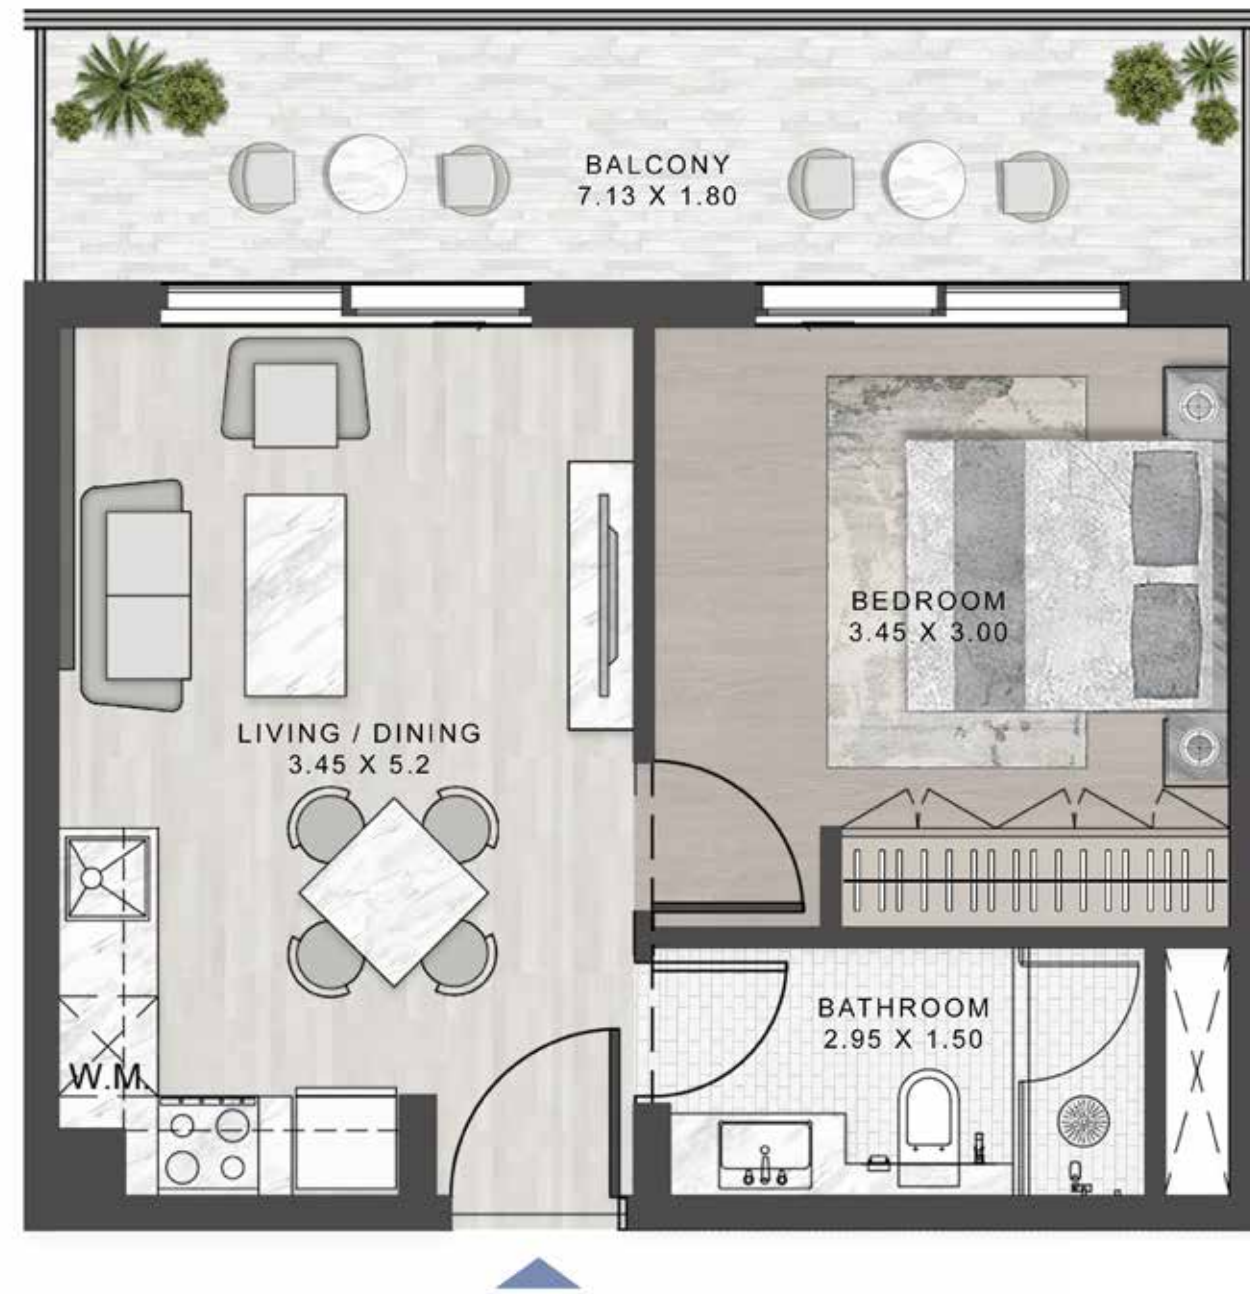 BALCONY
7.13 X 1.80
BEDROOM
3.45 X 3.00
LIVING / DINING
3.45 X 5.2
BATHROOM
2.95 X 1.50
W.M.